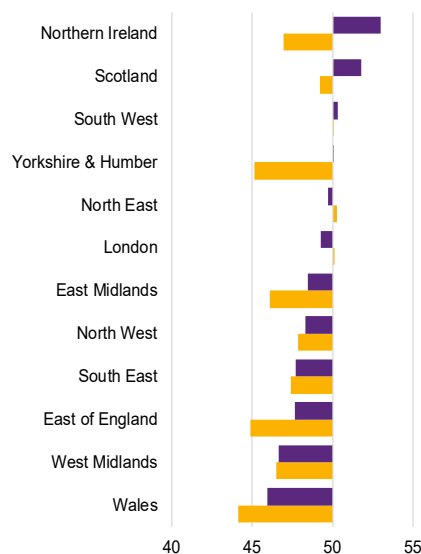 Northern Ireland
Scotland
South West
Yorkshire & Humber
North East
London
East Midlands
North West
South East
East of England
West Midlands
Wales
40 45 50 55